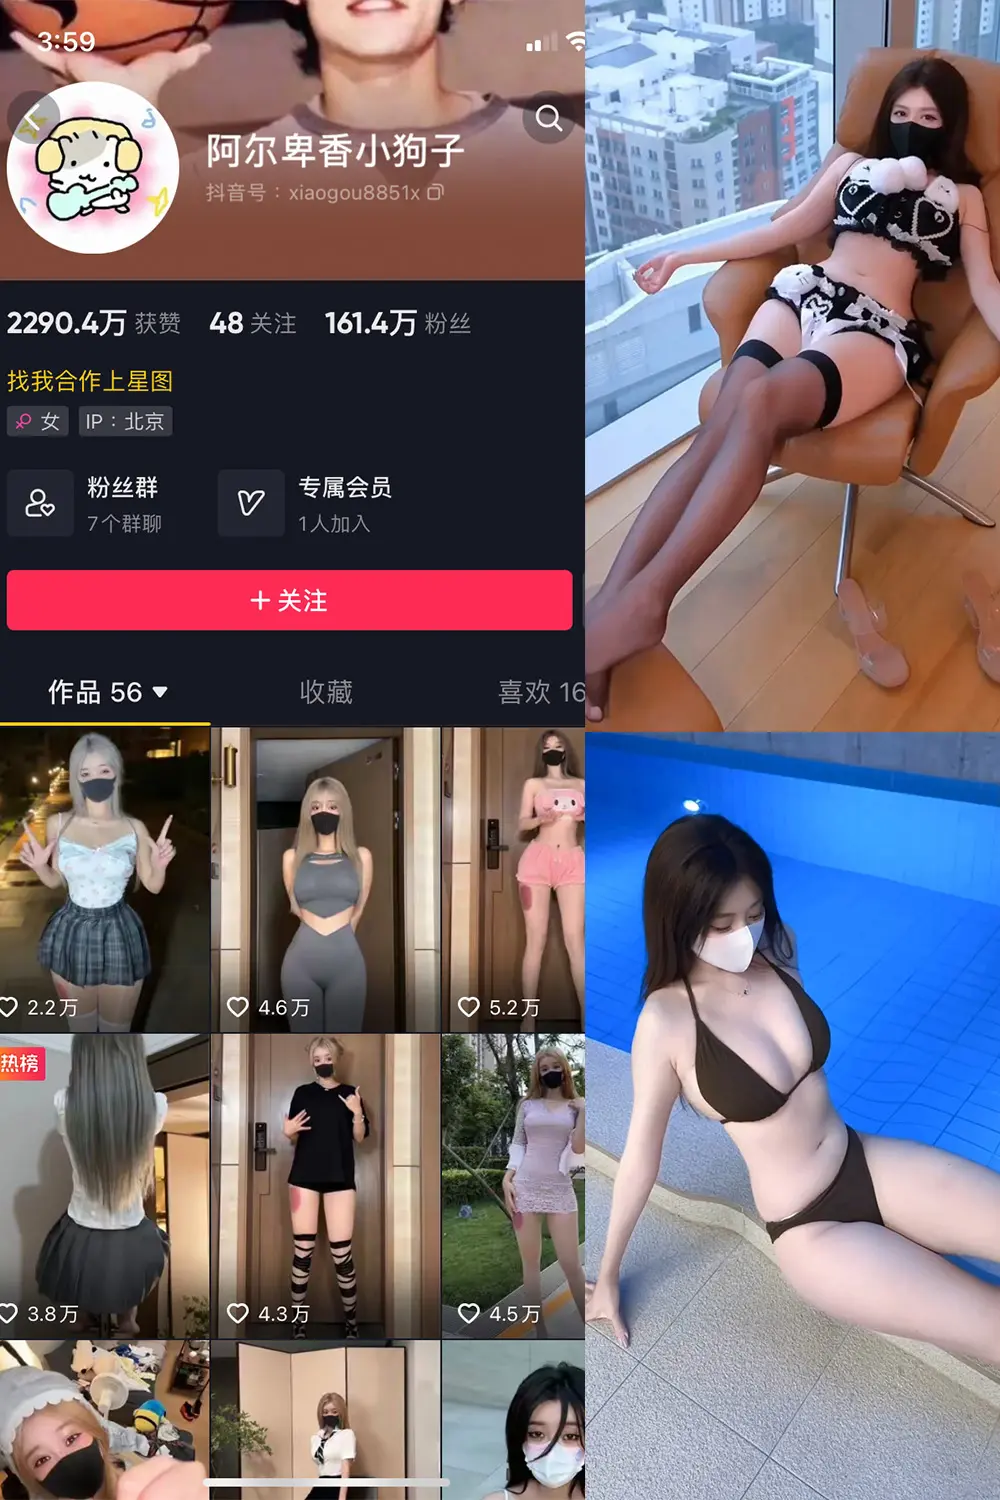 3:59
阿尔卑香小狗子
抖音号：xiaogou8851x
2290.4万 获赞 48 关注 161.4万 粉丝
找我合作上星图
女 IP：北京
粉丝群
7个群聊
专属会员
1人加入
+ 关注
作品 56 收藏 喜欢 16
2.2万 4.6万 5.2万
热榜
3.8万 4.3万 4.5万